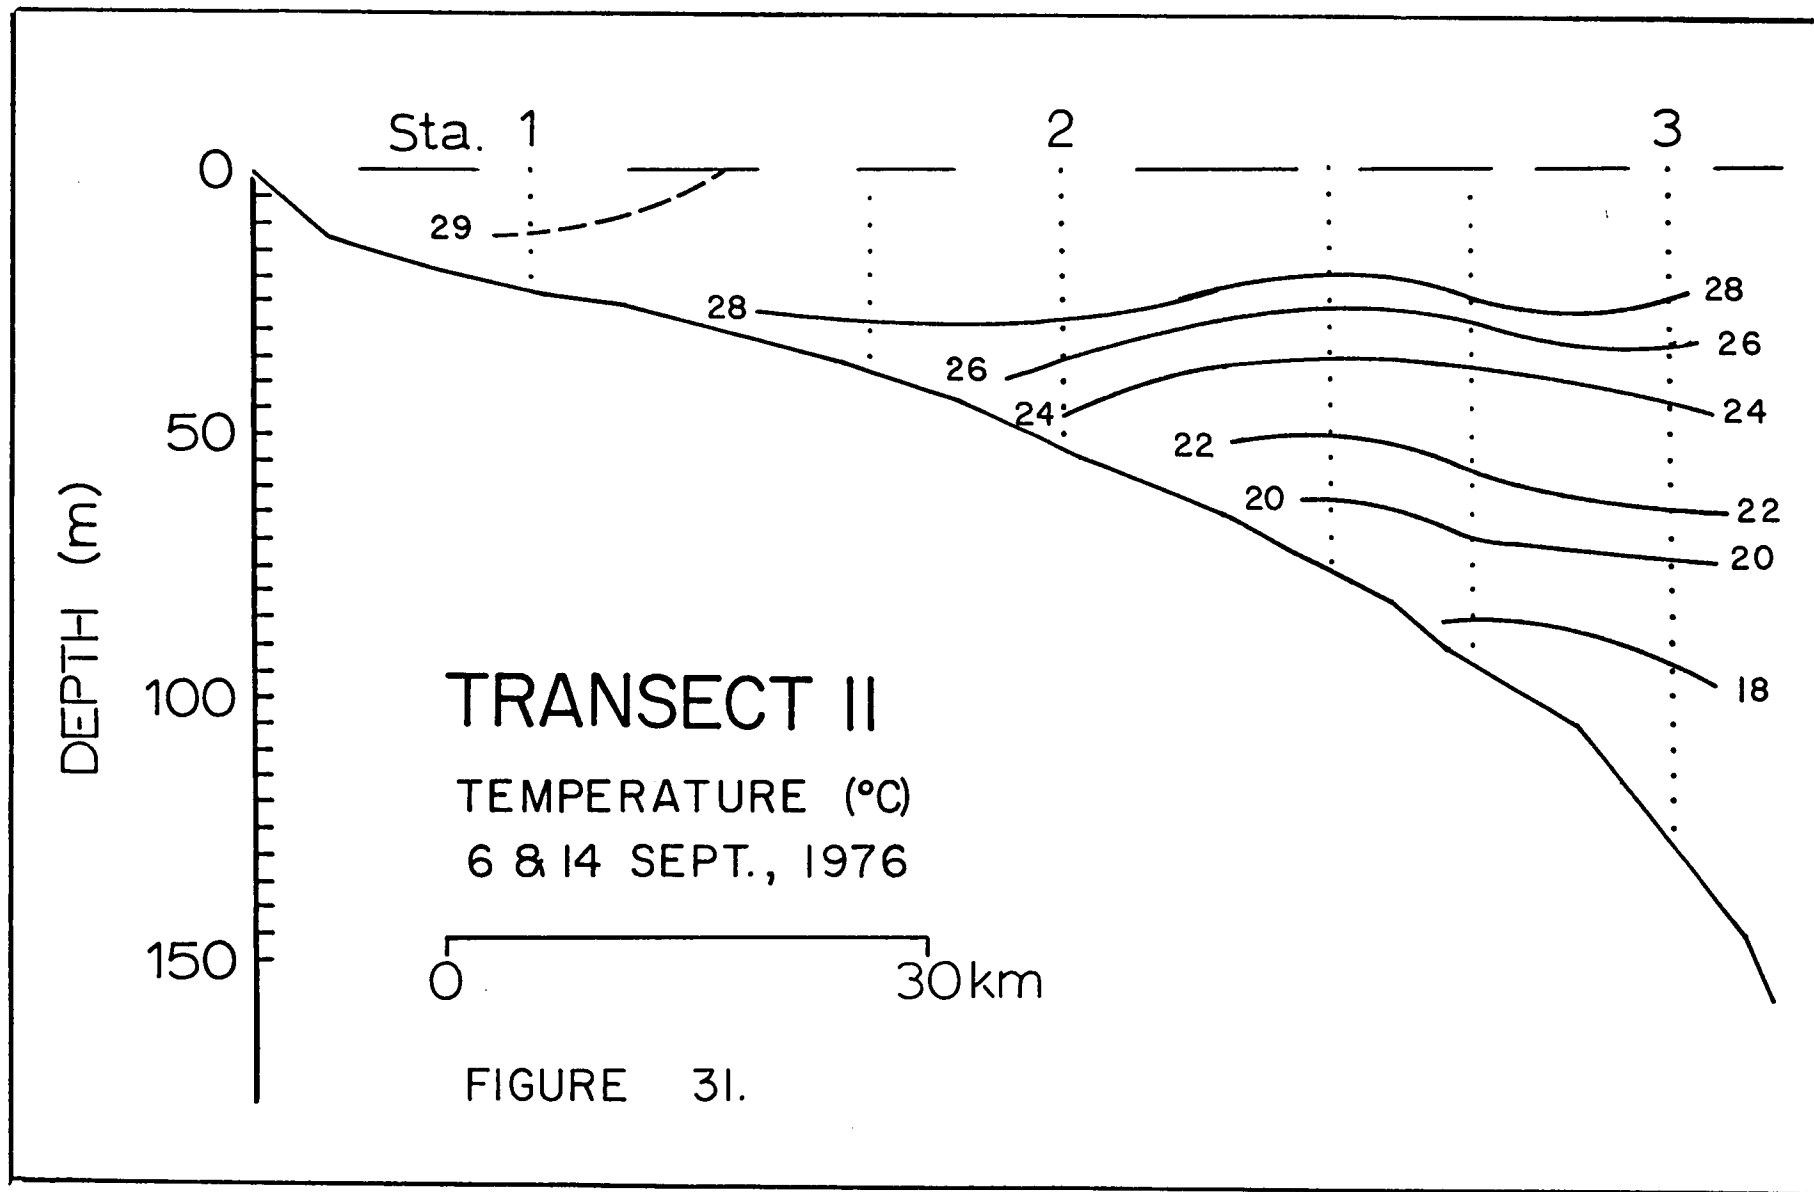 Sta. 1 2 3
0
29
28 28
26 26
24 24
50
22 22
20 20
18
100
150
DEPTH (m)
TRANSECT II
TEMPERATURE (°C)
6 & 14 SEPT., 1976
0 30km
FIGURE 31.